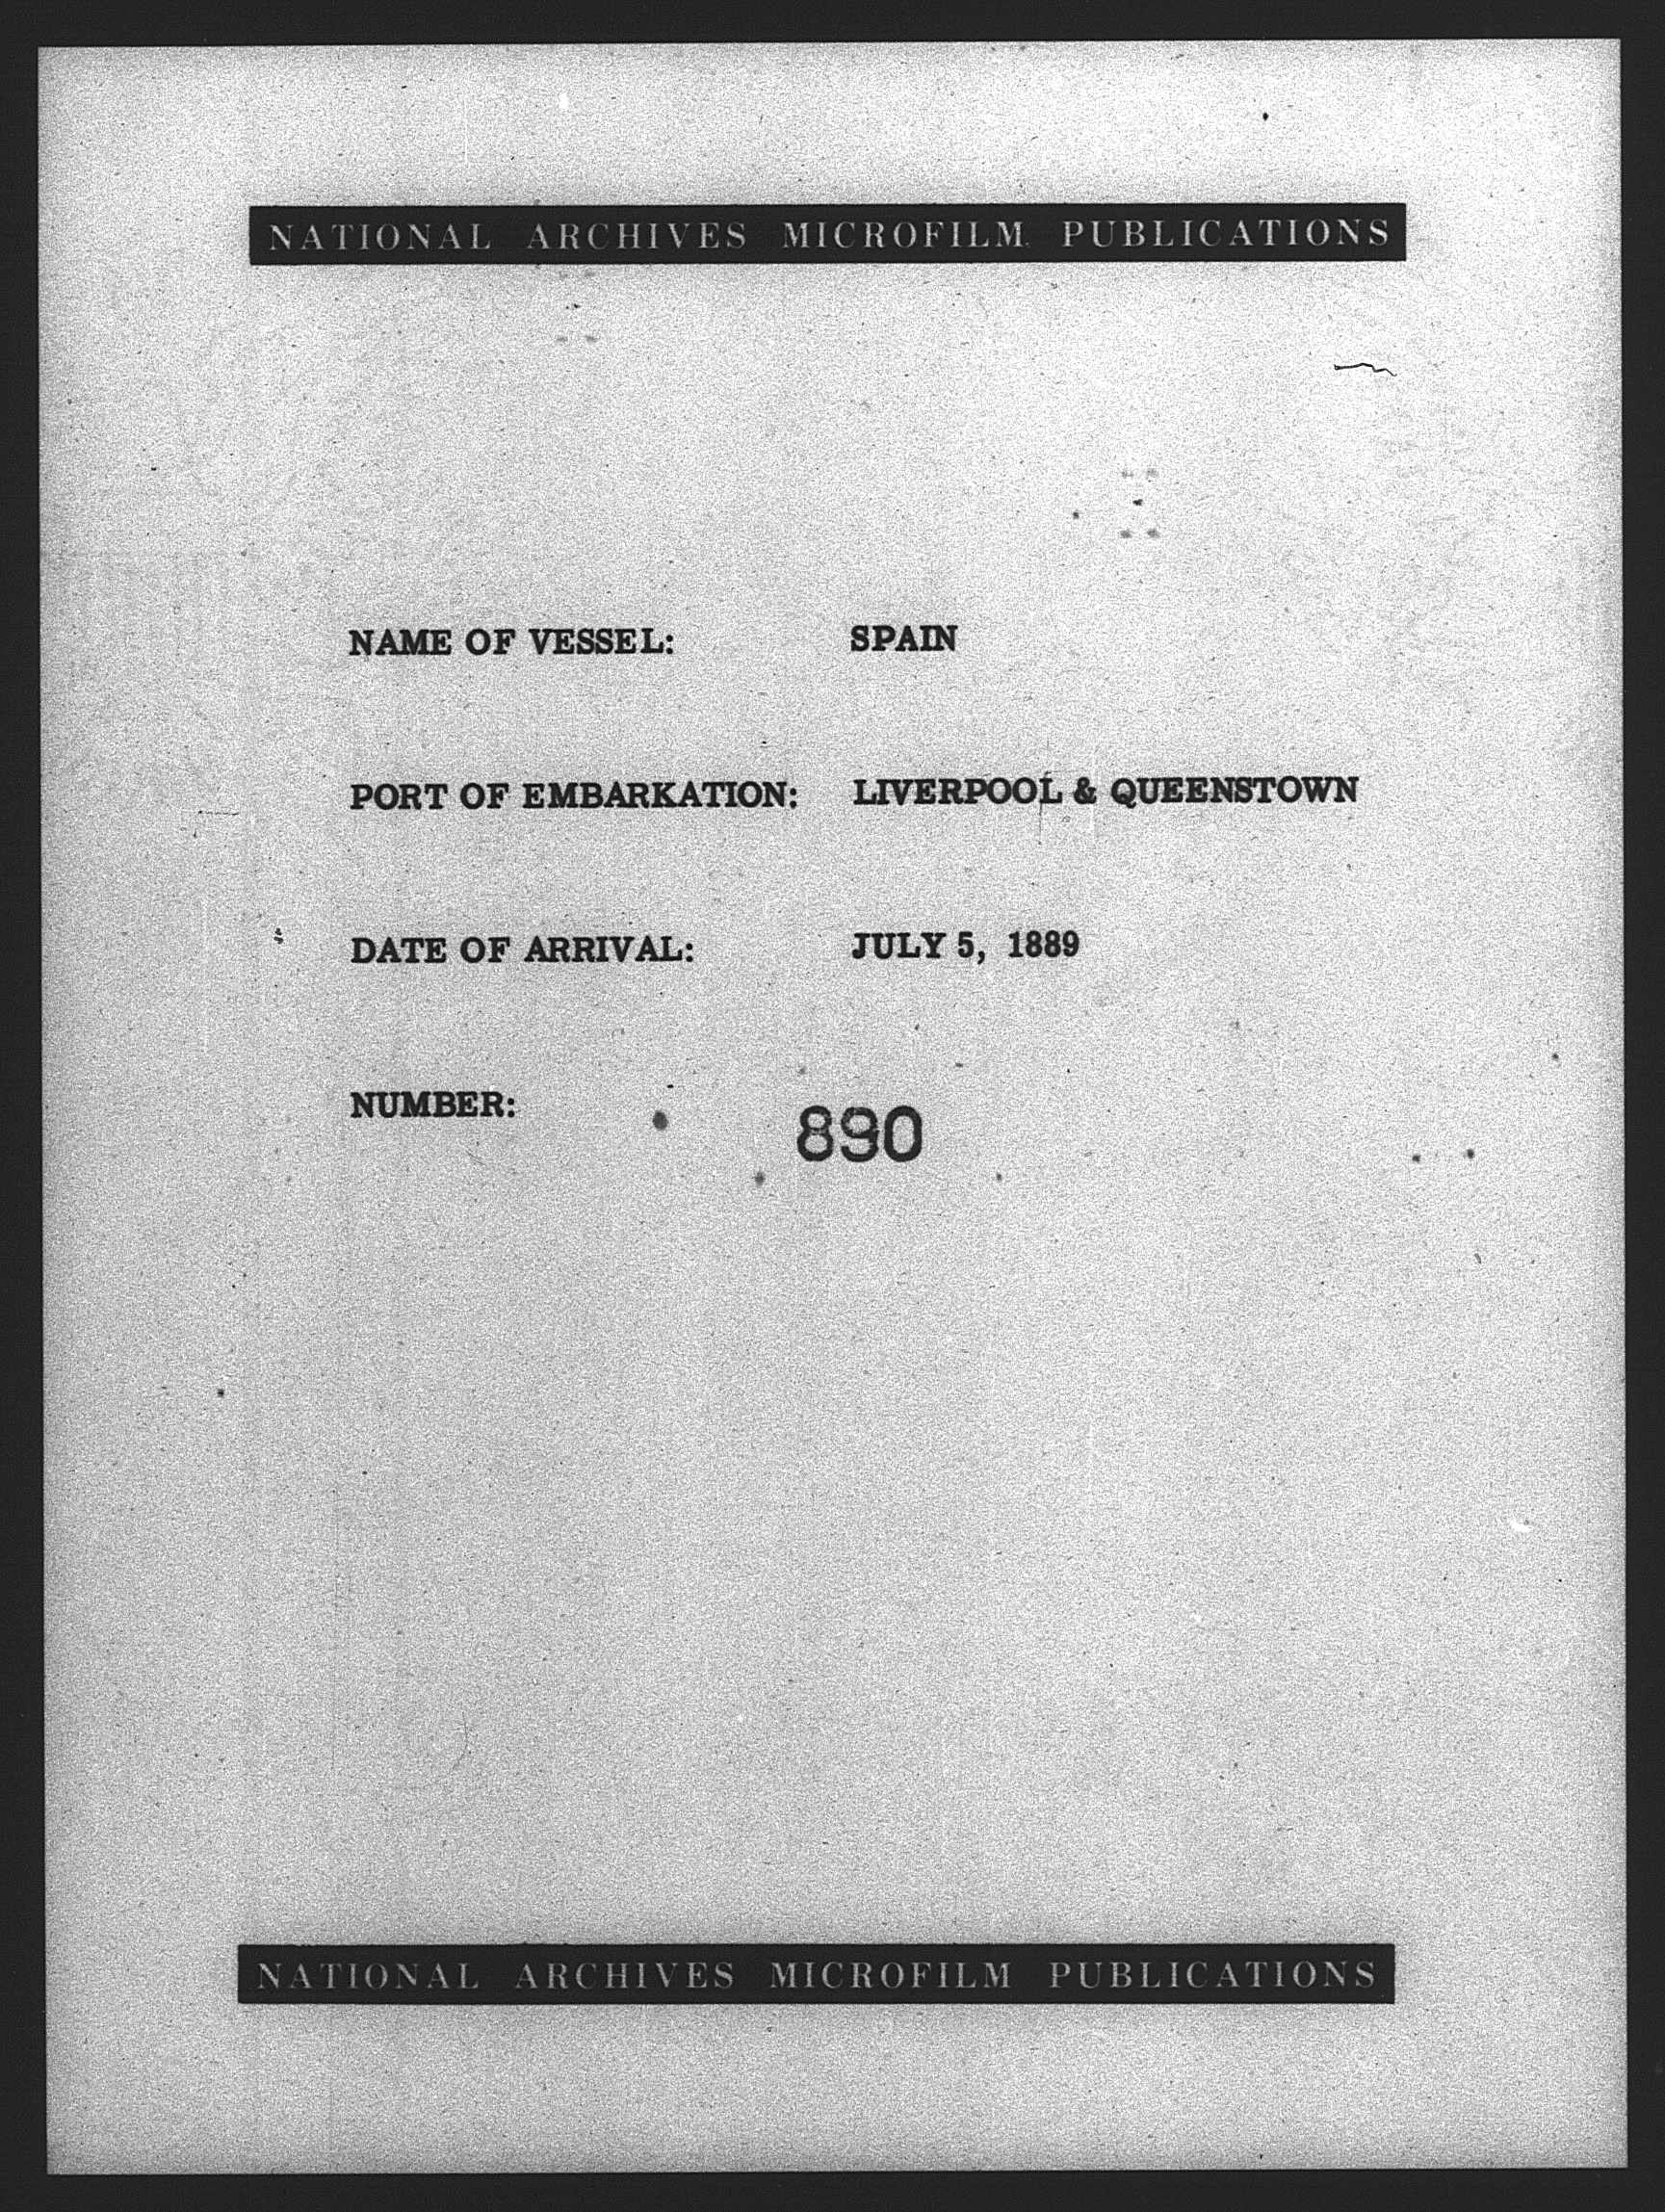 NATIONAL ARCHIVES MICROFILM PUBLICATIONS
NAME OF VESSEL: SPAIN
PORT OF EMBARKATION: LIVERPOOL & QUEENSTOWN
DATE OF ARRIVAL: JULY 5, 1889
NUMBER: 890
NATIONAL ARCHIVES MICROFILM PUBLICATIONS